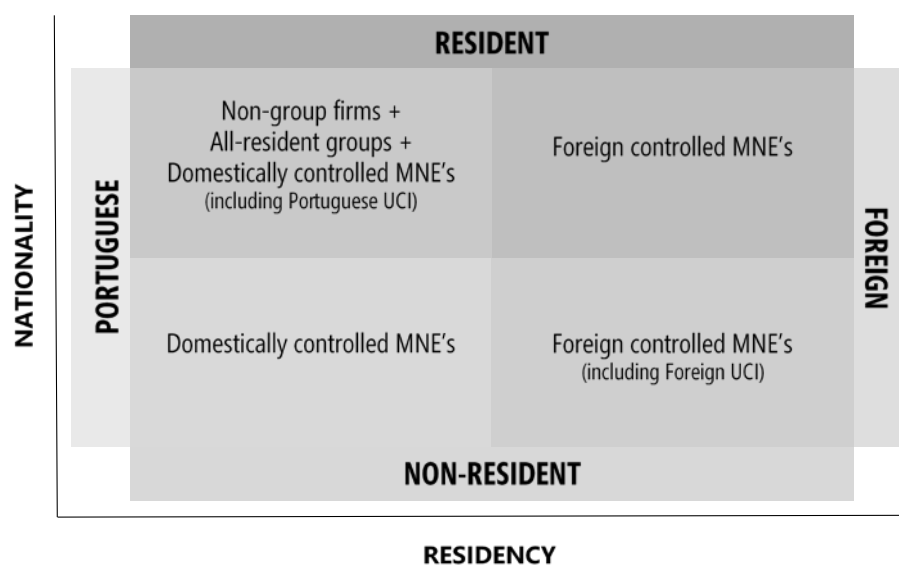 RESIDENT
NATIONALITY
PORTUGUESE
Non-group firms +
All-resident groups +
Domestically controlled MNE's
(including Portuguese UCI)
Foreign controlled MNE's
FOREIGN
Domestically controlled MNE's
Foreign controlled MNE's
(including Foreign UCI)
NON-RESIDENT
RESIDENCY